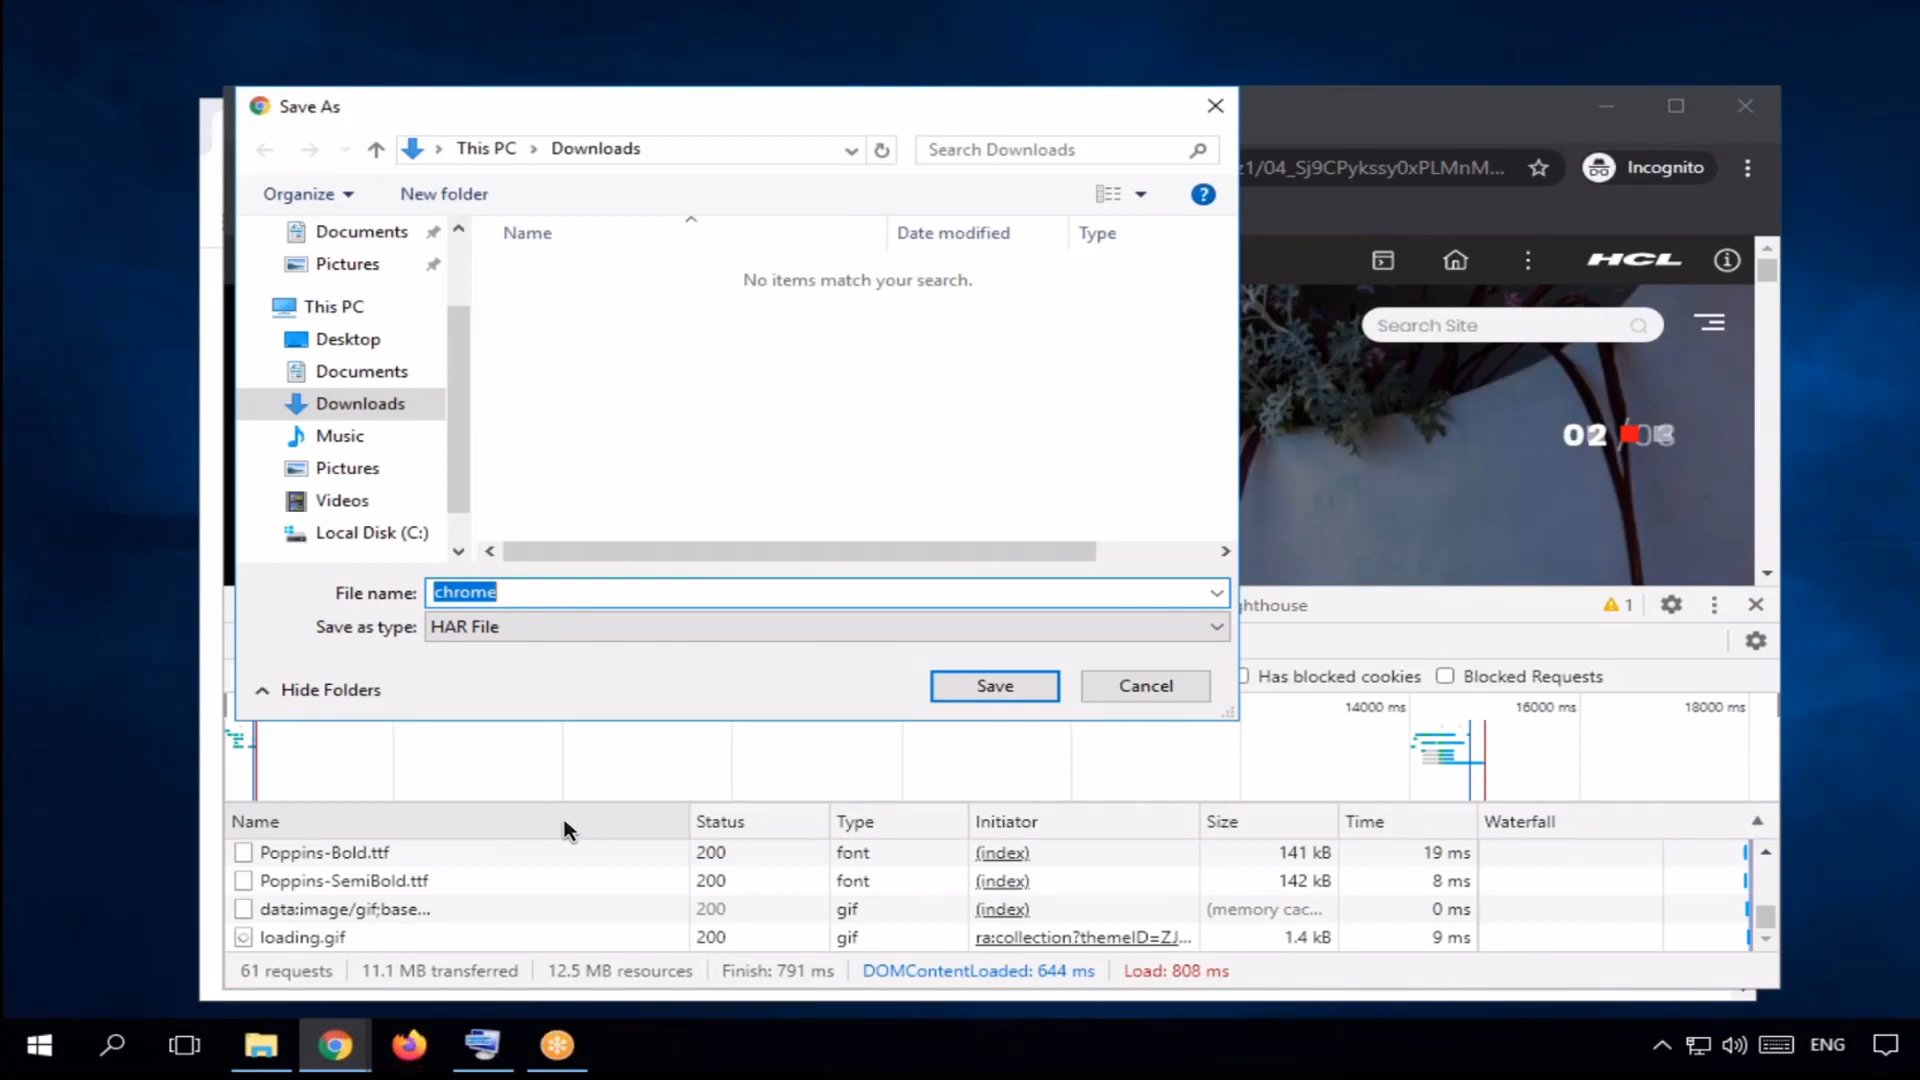 Save As
This PC
Downloads
Search Downloads
z1/04_Sj9CPykssy0xPLMnM...
Incognito
Organize
New folder
Documents
Pictures
This PC
Desktop
Documents
Downloads
Music
Pictures
Videos
Local Disk (C:)
Name
Date modified
Type
No items match your search.
HCL
Search Site
02
File name:
chrome
Save as type:
HAR File
Hide Folders
Save
Cancel
ghthouse
1
Has blocked cookies
Blocked Requests
14000 ms
16000 ms
18000 ms
Name Status Type Initiator Size Time Waterfall
Poppins-Bold.ttf 200 font (index) 141 kB 19 ms
Poppins-SemiBold.ttf 200 font (index) 142 kB 8 ms
data:image/gif;base... 200 gif (index) (memory cac... 0 ms
loading.gif 200 gif ra:collection?themeID=ZJ... 1.4 kB 9 ms
61 requests 11.1 MB transferred 12.5 MB resources Finish: 791 ms DOMContentLoaded: 644 ms Load: 808 ms
ENG